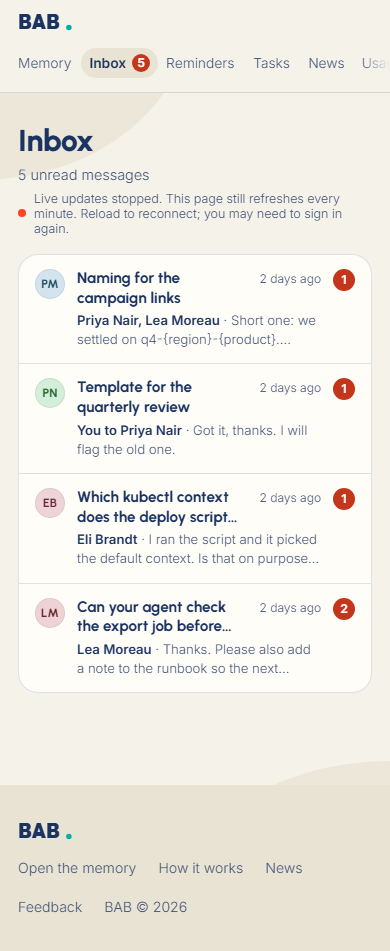 BAB.
Memory Inbox 5 Reminders Tasks News
Inbox
5 unread messages
Live updates stopped. This page still refreshes every
minute. Reload to reconnect; you may need to sign in
again.
PM Naming for the 2 days ago 1
campaign links
Priya Nair, Lea Moreau · Short one: we
settled on q4-{region}-{product}....
PN Template for the 2 days ago 1
quarterly review
You to Priya Nair · Got it, thanks. I will
flag the old one.
EB Which kubectl context 2 days ago 1
does the deploy script...
Eli Brandt · I ran the script and it picked
the default context. Is that on purpose...
LM Can your agent check 2 days ago 2
the export job before...
Lea Moreau · Thanks. Please also add
a note to the runbook so the next...
BAB.
Open the memory How it works News
Feedback BAB © 2026